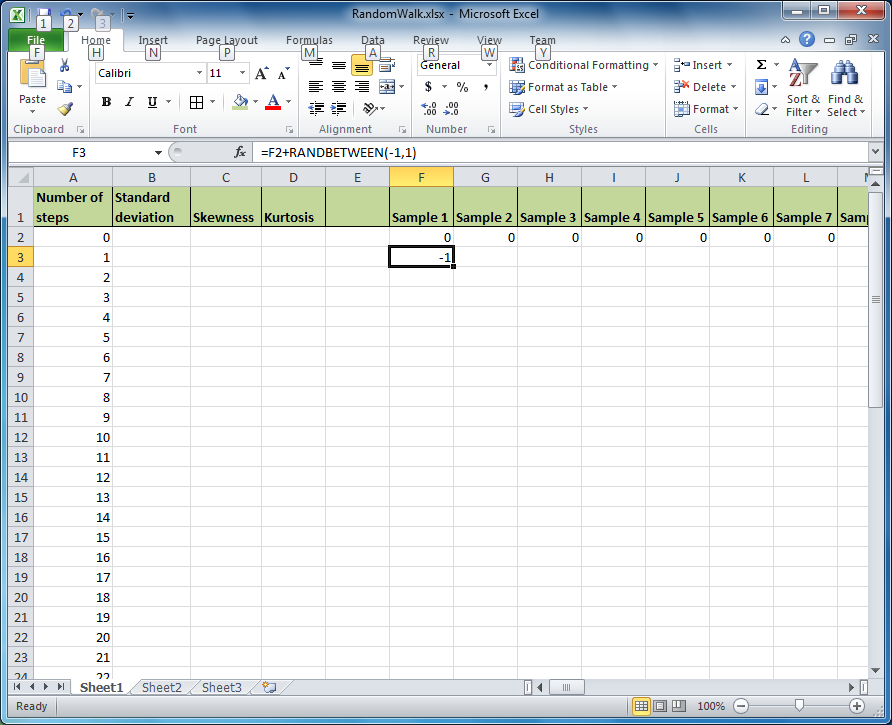 RandomWalk.xlsx - Microsoft Excel
1 2 3
File Home Insert Page Layout Formulas Data Review View Team
F H N P M A R W Y
Paste
Calibri 11
B I U
General
$ % ,
Conditional Formatting
Format as Table
Cell Styles
Insert
Delete
Format
Σ
Sort & Filter
Find & Select
Clipboard Font Alignment Number Styles Cells Editing
F3 fx =F2+RANDBETWEEN(-1,1)
A B C D E F G H I J K L
1 Number of steps Standard deviation Skewness Kurtosis Sample 1 Sample 2 Sample 3 Sample 4 Sample 5 Sample 6 Sample 7 Samp
2 0 0 0 0 0 0 0 0
3 1 -1
4 2
5 3
6 4
7 5
8 6
9 7
10 8
11 9
12 10
13 11
14 12
15 13
16 14
17 15
18 16
19 17
20 18
21 19
22 20
23 21
24 22
Sheet1 Sheet2 Sheet3
Ready 100%